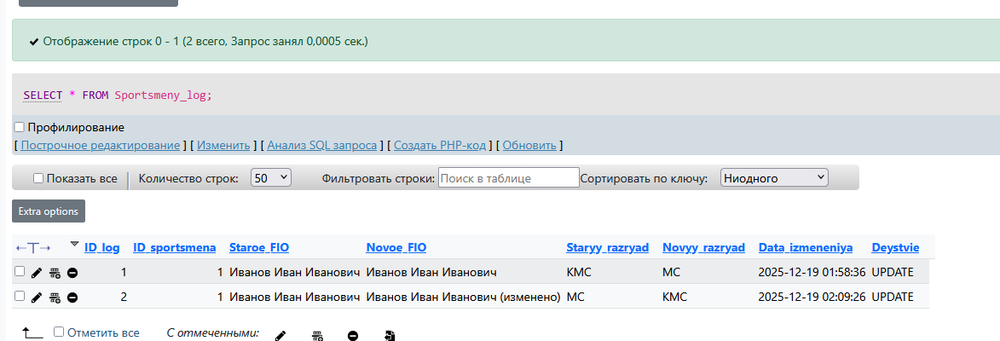 Отображение строк 0 - 1 (2 всего, Запрос занял 0,0005 сек.)
SELECT * FROM Sportsmeny_log;
Профилирование
[ Построчное редактирование ] [ Изменить ] [ Анализ SQL запроса ] [ Создать PHP-код ] [ Обновить ]
Показать все Количество строк: 50 Фильтровать строки: Поиск в таблице Сортировать по ключу: Ниодного
Extra options
←T→ ID_log ID_sportsmena Staroe_FIO Novoe_FIO Staryy_razryad Novyy_razryad Data_izmeneniya Deystvie
1 1 Иванов Иван Иванович Иванов Иван Иванович КМС МС 2025-12-19 01:58:36 UPDATE
2 1 Иванов Иван Иванович Иванов Иван Иванович (изменено) МС КМС 2025-12-19 02:09:26 UPDATE
Отметить все С отмеченными: